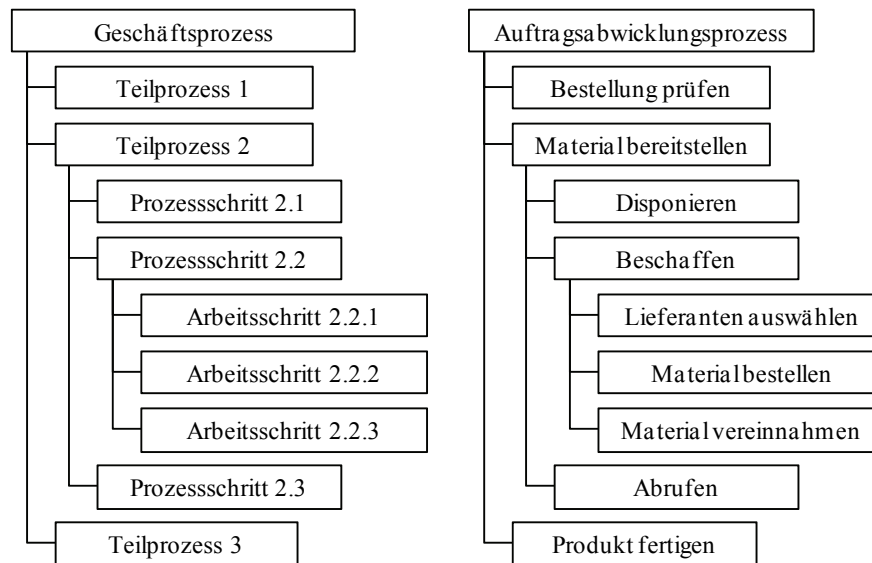 Geschäftsprozess
Teilprozess 1
Teilprozess 2
Prozessschritt 2.1
Prozessschritt 2.2
Arbeitsschritt 2.2.1
Arbeitsschritt 2.2.2
Arbeitsschritt 2.2.3
Prozessschritt 2.3
Teilprozess 3
Auftragsabwicklungsprozess
Bestellung prüfen
Material bereitstellen
Disponieren
Beschaffen
Lieferanten auswählen
Material bestellen
Material vereinnahmen
Abrufen
Produkt fertigen